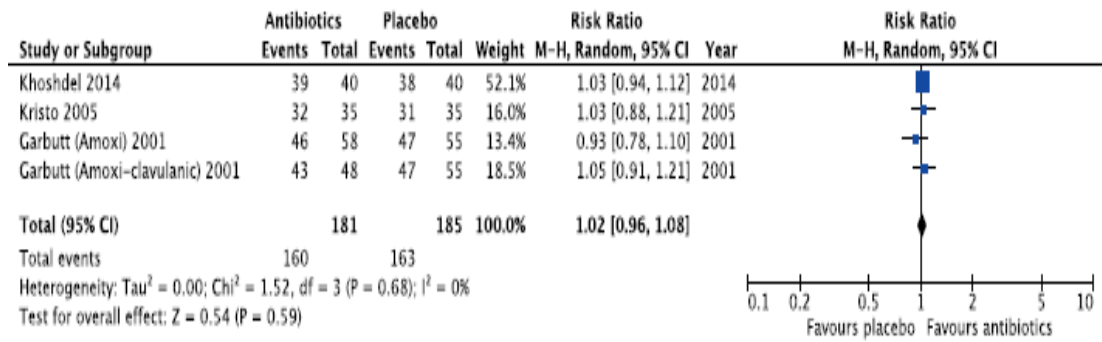 Antibiotics Placebo Risk Ratio Risk Ratio
Study or Subgroup Events Total Events Total Weight M-H, Random, 95% CI Year M-H, Random, 95% CI
Khoshdel 2014 39 40 38 40 52.1% 1.03 [0.94, 1.12] 2014
Kristo 2005 32 35 31 35 16.0% 1.03 [0.88, 1.21] 2005
Garbutt (Amoxi) 2001 46 58 47 55 13.4% 0.93 [0.78, 1.10] 2001
Garbutt (Amoxi-clavulanic) 2001 43 48 47 55 18.5% 1.05 [0.91, 1.21] 2001
Total (95% CI) 181 185 100.0% 1.02 [0.96, 1.08]
Total events 160 163
Heterogeneity: Tau² = 0.00; Chi² = 1.52, df = 3 (P = 0.68); I² = 0%
Test for overall effect: Z = 0.54 (P = 0.59)
0.1 0.2 0.5 1 2 5 10
Favours placebo Favours antibiotics